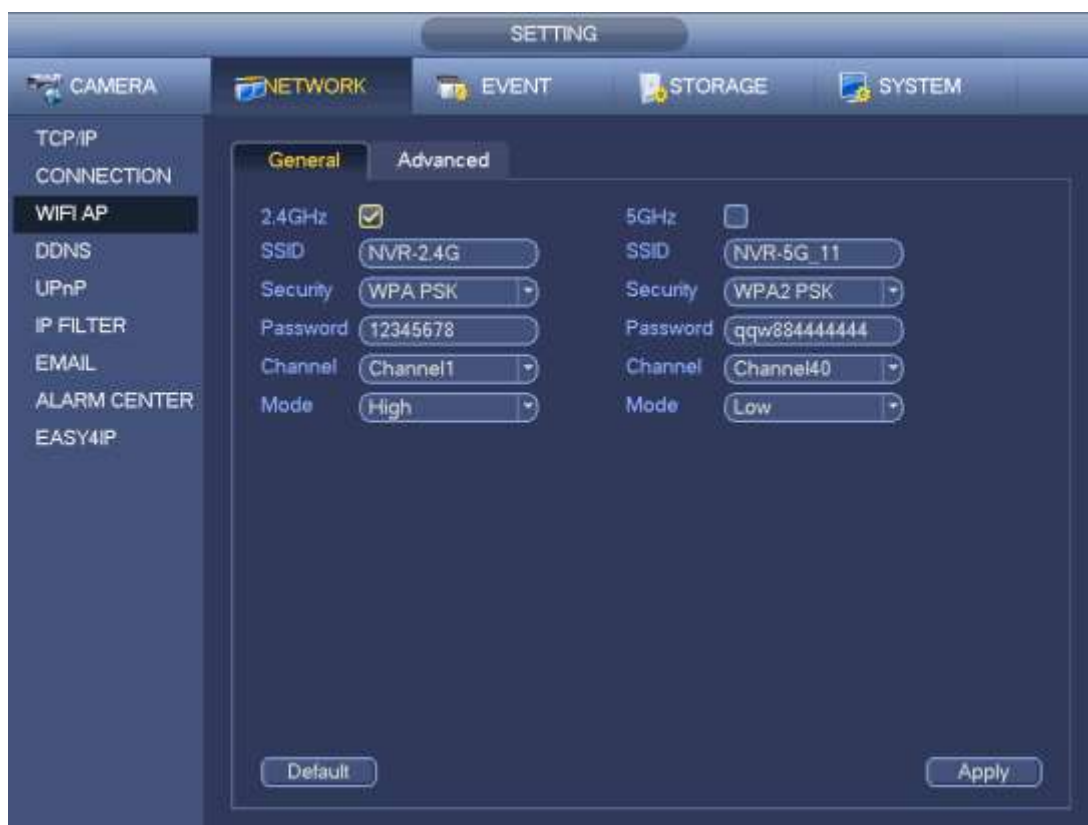 SETTING
CAMERA NETWORK EVENT STORAGE SYSTEM
TCP/IP
CONNECTION
WIFI AP
DDNS
UPnP
IP FILTER
EMAIL
ALARM CENTER
EASY4IP
General Advanced
2.4GHz 5GHz
SSID NVR-2.4G SSID NVR-5G_11
Security WPA PSK Security WPA2 PSK
Password 12345678 Password qqw884444444
Channel Channel1 Channel Channel40
Mode High Mode Low
Default Apply